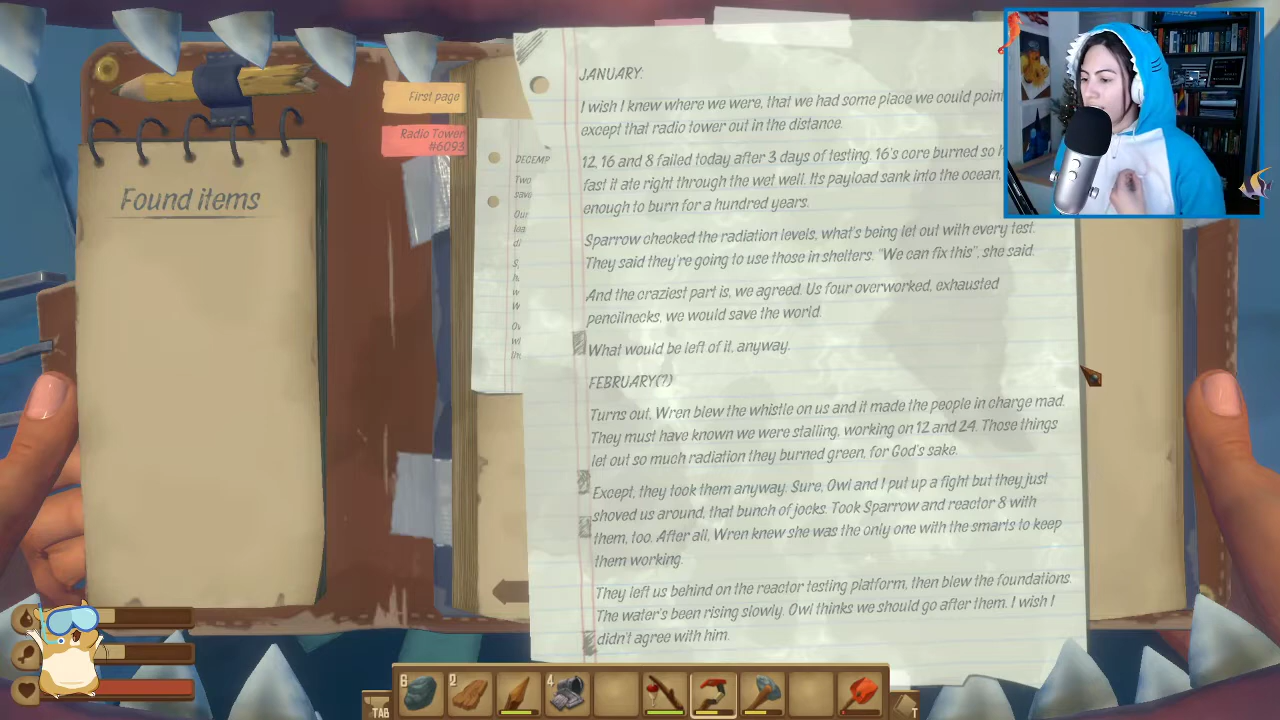 First page
Radio Tower
#6093
Found items
DECEMB
Two
save
Our
JANUARY:
I wish I knew where we were, that we had some place we could point
except that radio tower out in the distance.
12, 16 and 8 failed today after 3 days of testing. 16's core burned so h
fast it ate right through the wet well. Its payload sank into the ocean,
enough to burn for a hundred years.
Sparrow checked the radiation levels, what's being let out with every test.
They said they're going to use those in shelters. "We can fix this", she said.
And the craziest part is, we agreed. Us four overworked, exhausted
pencilnecks, we would save the world.
What would be left of it, anyway.
FEBRUARY(?)
Turns out, Wren blew the whistle on us and it made the people in charge mad.
They must have known we were stalling, working on 12 and 24. Those things
let out so much radiation they burned green, for God's sake.
Except, they took them anyway. Sure, Owl and I put up a fight but they just
shoved us around, that bunch of jocks. Took Sparrow and reactor 8 with
them, too. After all, Wren knew she was the only one with the smarts to keep
them working.
They left us behind on the reactor testing platform, then blew the foundations.
The water's been rising slowly. Owl thinks we should go after them. I wish I
didn't agree with him.
6
2
4
TAB
T